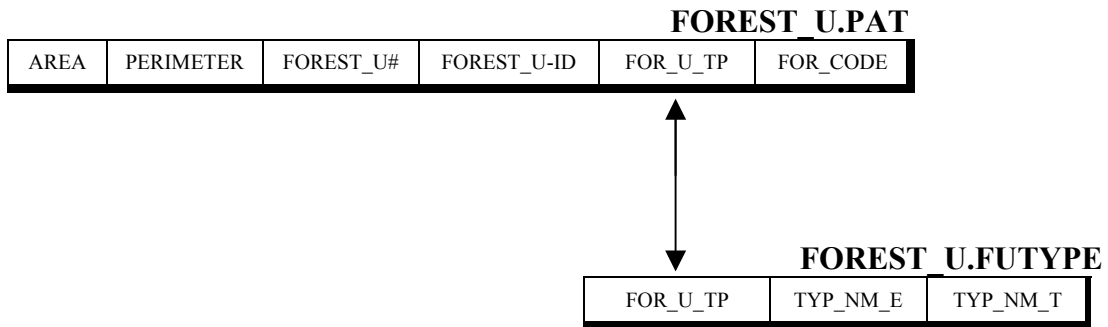 FOREST_U.PAT
AREA PERIMETER FOREST_U# FOREST_U-ID FOR_U_TP FOR_CODE
FOREST_U.FUTYPE
FOR_U_TP TYP_NM_E TYP_NM_T